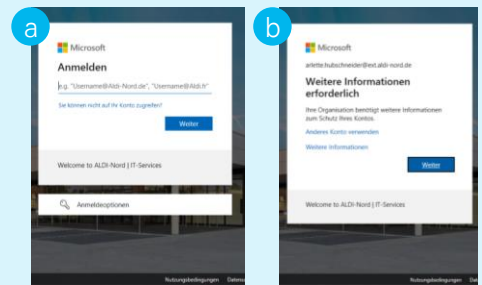 a
Microsoft
Anmelden
e.g. "Username@Aldi-Nord.de", "Username@Aldi.fr"
Sie können nicht auf Ihr Konto zugreifen?
Weiter
Welcome to ALDI-Nord | IT-Services
Anmeldeoptionen
Nutzungsbedingungen Datens
b
Microsoft
arlette.hubschneider@ext.aldi-nord.de
Weitere Informationen
erforderlich
Ihre Organisation benötigt weitere Informationen
zum Schutz Ihres Kontos.
Anderes Konto verwenden
Weitere Informationen
Weiter
Welcome to ALDI-Nord | IT-Services
Nutzungsbedingungen Dat